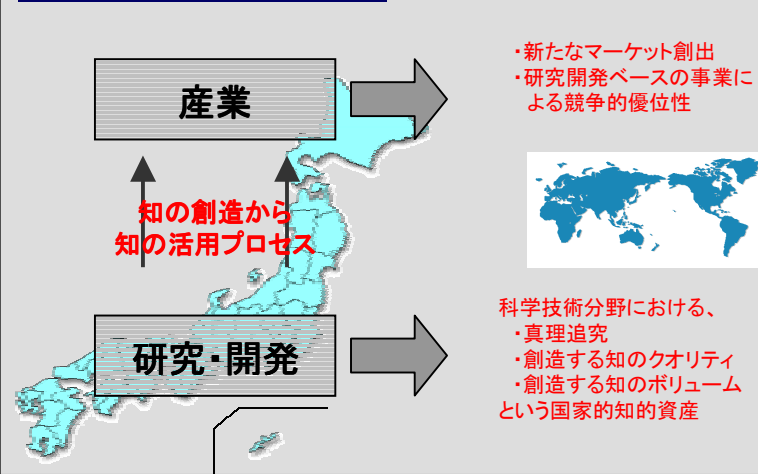 産業
・新たなマーケット創出
・研究開発ベースの事業に
よる競争的優位性
知の創造から
知の活用プロセス
研究・開発
科学技術分野における、
・真理追究
・創造する知のクオリティ
・創造する知のボリューム
という国家的知的資産